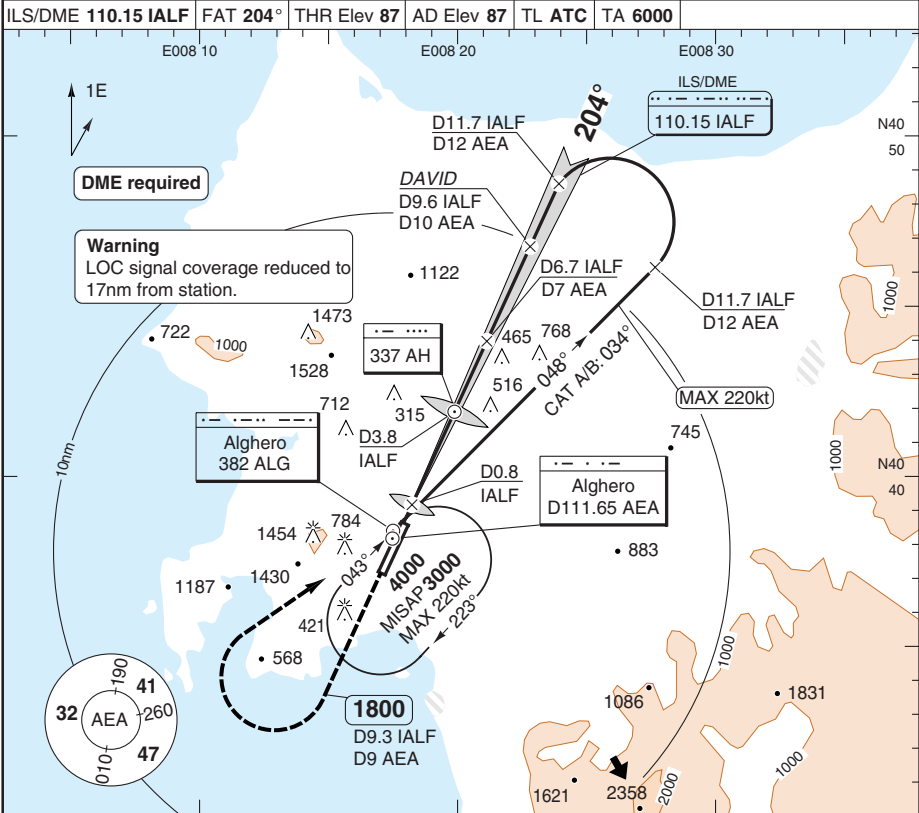 ILS/DME 110.15 IALF FAT 204° THR Elev 87 AD Elev 87 TL ATC TA 6000
E008 10
E008 20
E008 30
1E
ILS/DME
110.15 IALF
204°
D11.7 IALF
D12 AEA
N40
50
DME required
DAVID
D9.6 IALF
D10 AEA
Warning
LOC signal coverage reduced to
17nm from station.
1122
D6.7 IALF
D7 AEA
D11.7 IALF
D12 AEA
1000
722
1000
1473
1528
337 AH
465
768
516
048°
CAT A/B: 034°
MAX 220kt
712
315
D3.8
IALF
745
1000
10nm
Alghero
382 ALG
D0.8
IALF
Alghero
D111.65 AEA
N40
40
1454
784
883
1430
1187
043°
4000
MISAP 3000
MAX 220kt
223°
421
568
1000
190
41
32
AEA
260
47
010
1800
D9.3 IALF
D9 AEA
1086
1831
1000
1621
2358
2000